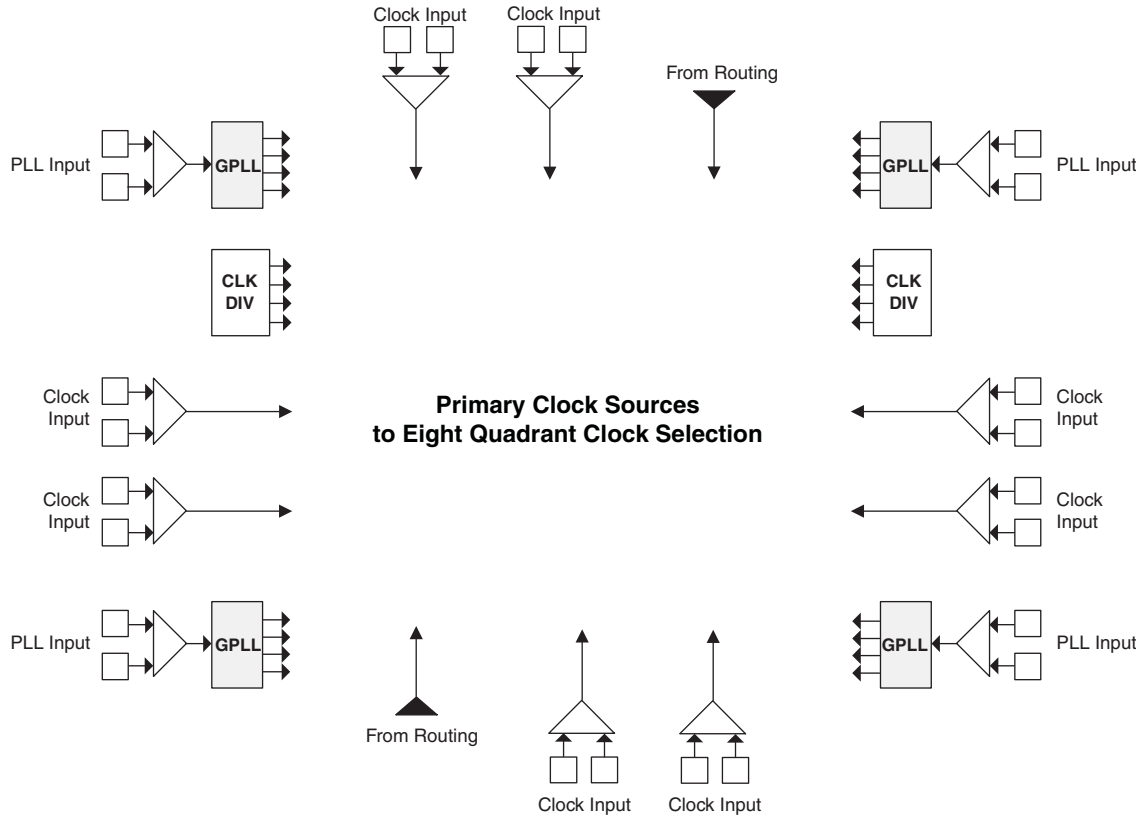 Clock Input
Clock Input
From Routing
PLL Input
GPLL
GPLL
PLL Input
CLK
DIV
CLK
DIV
Clock
Input
Primary Clock Sources
to Eight Quadrant Clock Selection
Clock
Input
Clock
Input
Clock
Input
PLL Input
GPLL
GPLL
PLL Input
From Routing
Clock Input
Clock Input